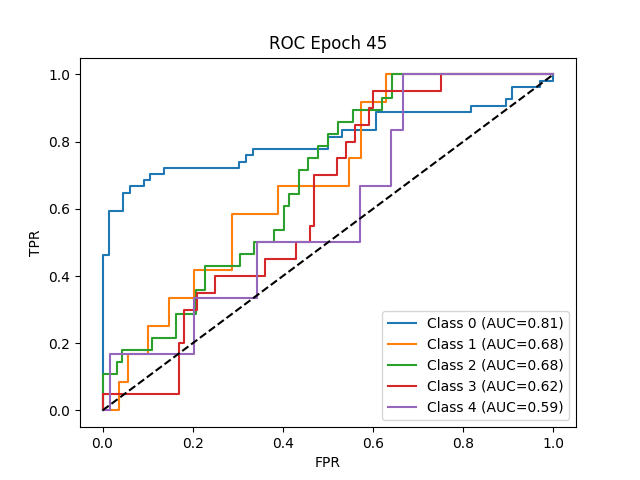 ROC Epoch 45
TPR
1.0
0.8
0.6
0.4
0.2
0.0
0.0 0.2 0.4 0.6 0.8 1.0
FPR
Class 0 (AUC=0.81)
Class 1 (AUC=0.68)
Class 2 (AUC=0.68)
Class 3 (AUC=0.62)
Class 4 (AUC=0.59)